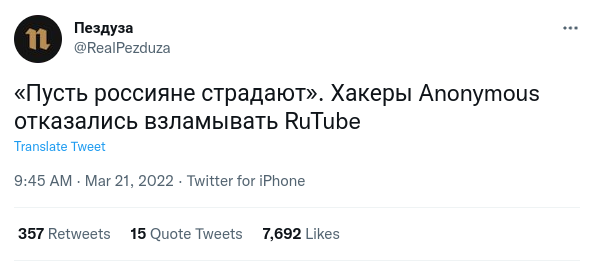 Пездуза
@RealPezduza
«Пусть россияне страдают». Хакеры Anonymous
отказались взламывать RuTube
Translate Tweet
9:45 AM · Mar 21, 2022 · Twitter for iPhone
357 Retweets 15 Quote Tweets 7,692 Likes